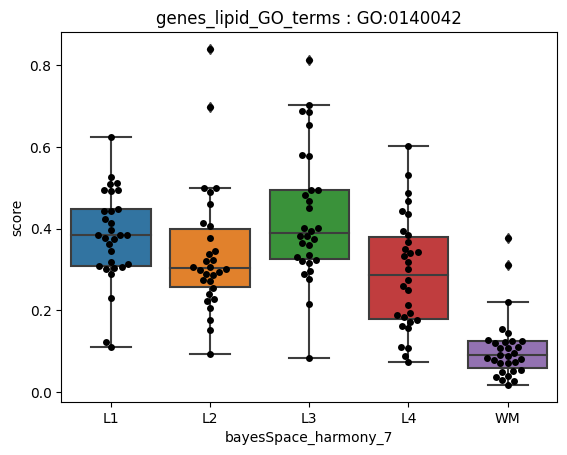 genes_lipid_GO_terms : GO:0140042
0.8
0.6
0.4
0.2
0.0
score
L1 L2 L3 L4 WM
bayesSpace_harmony_7